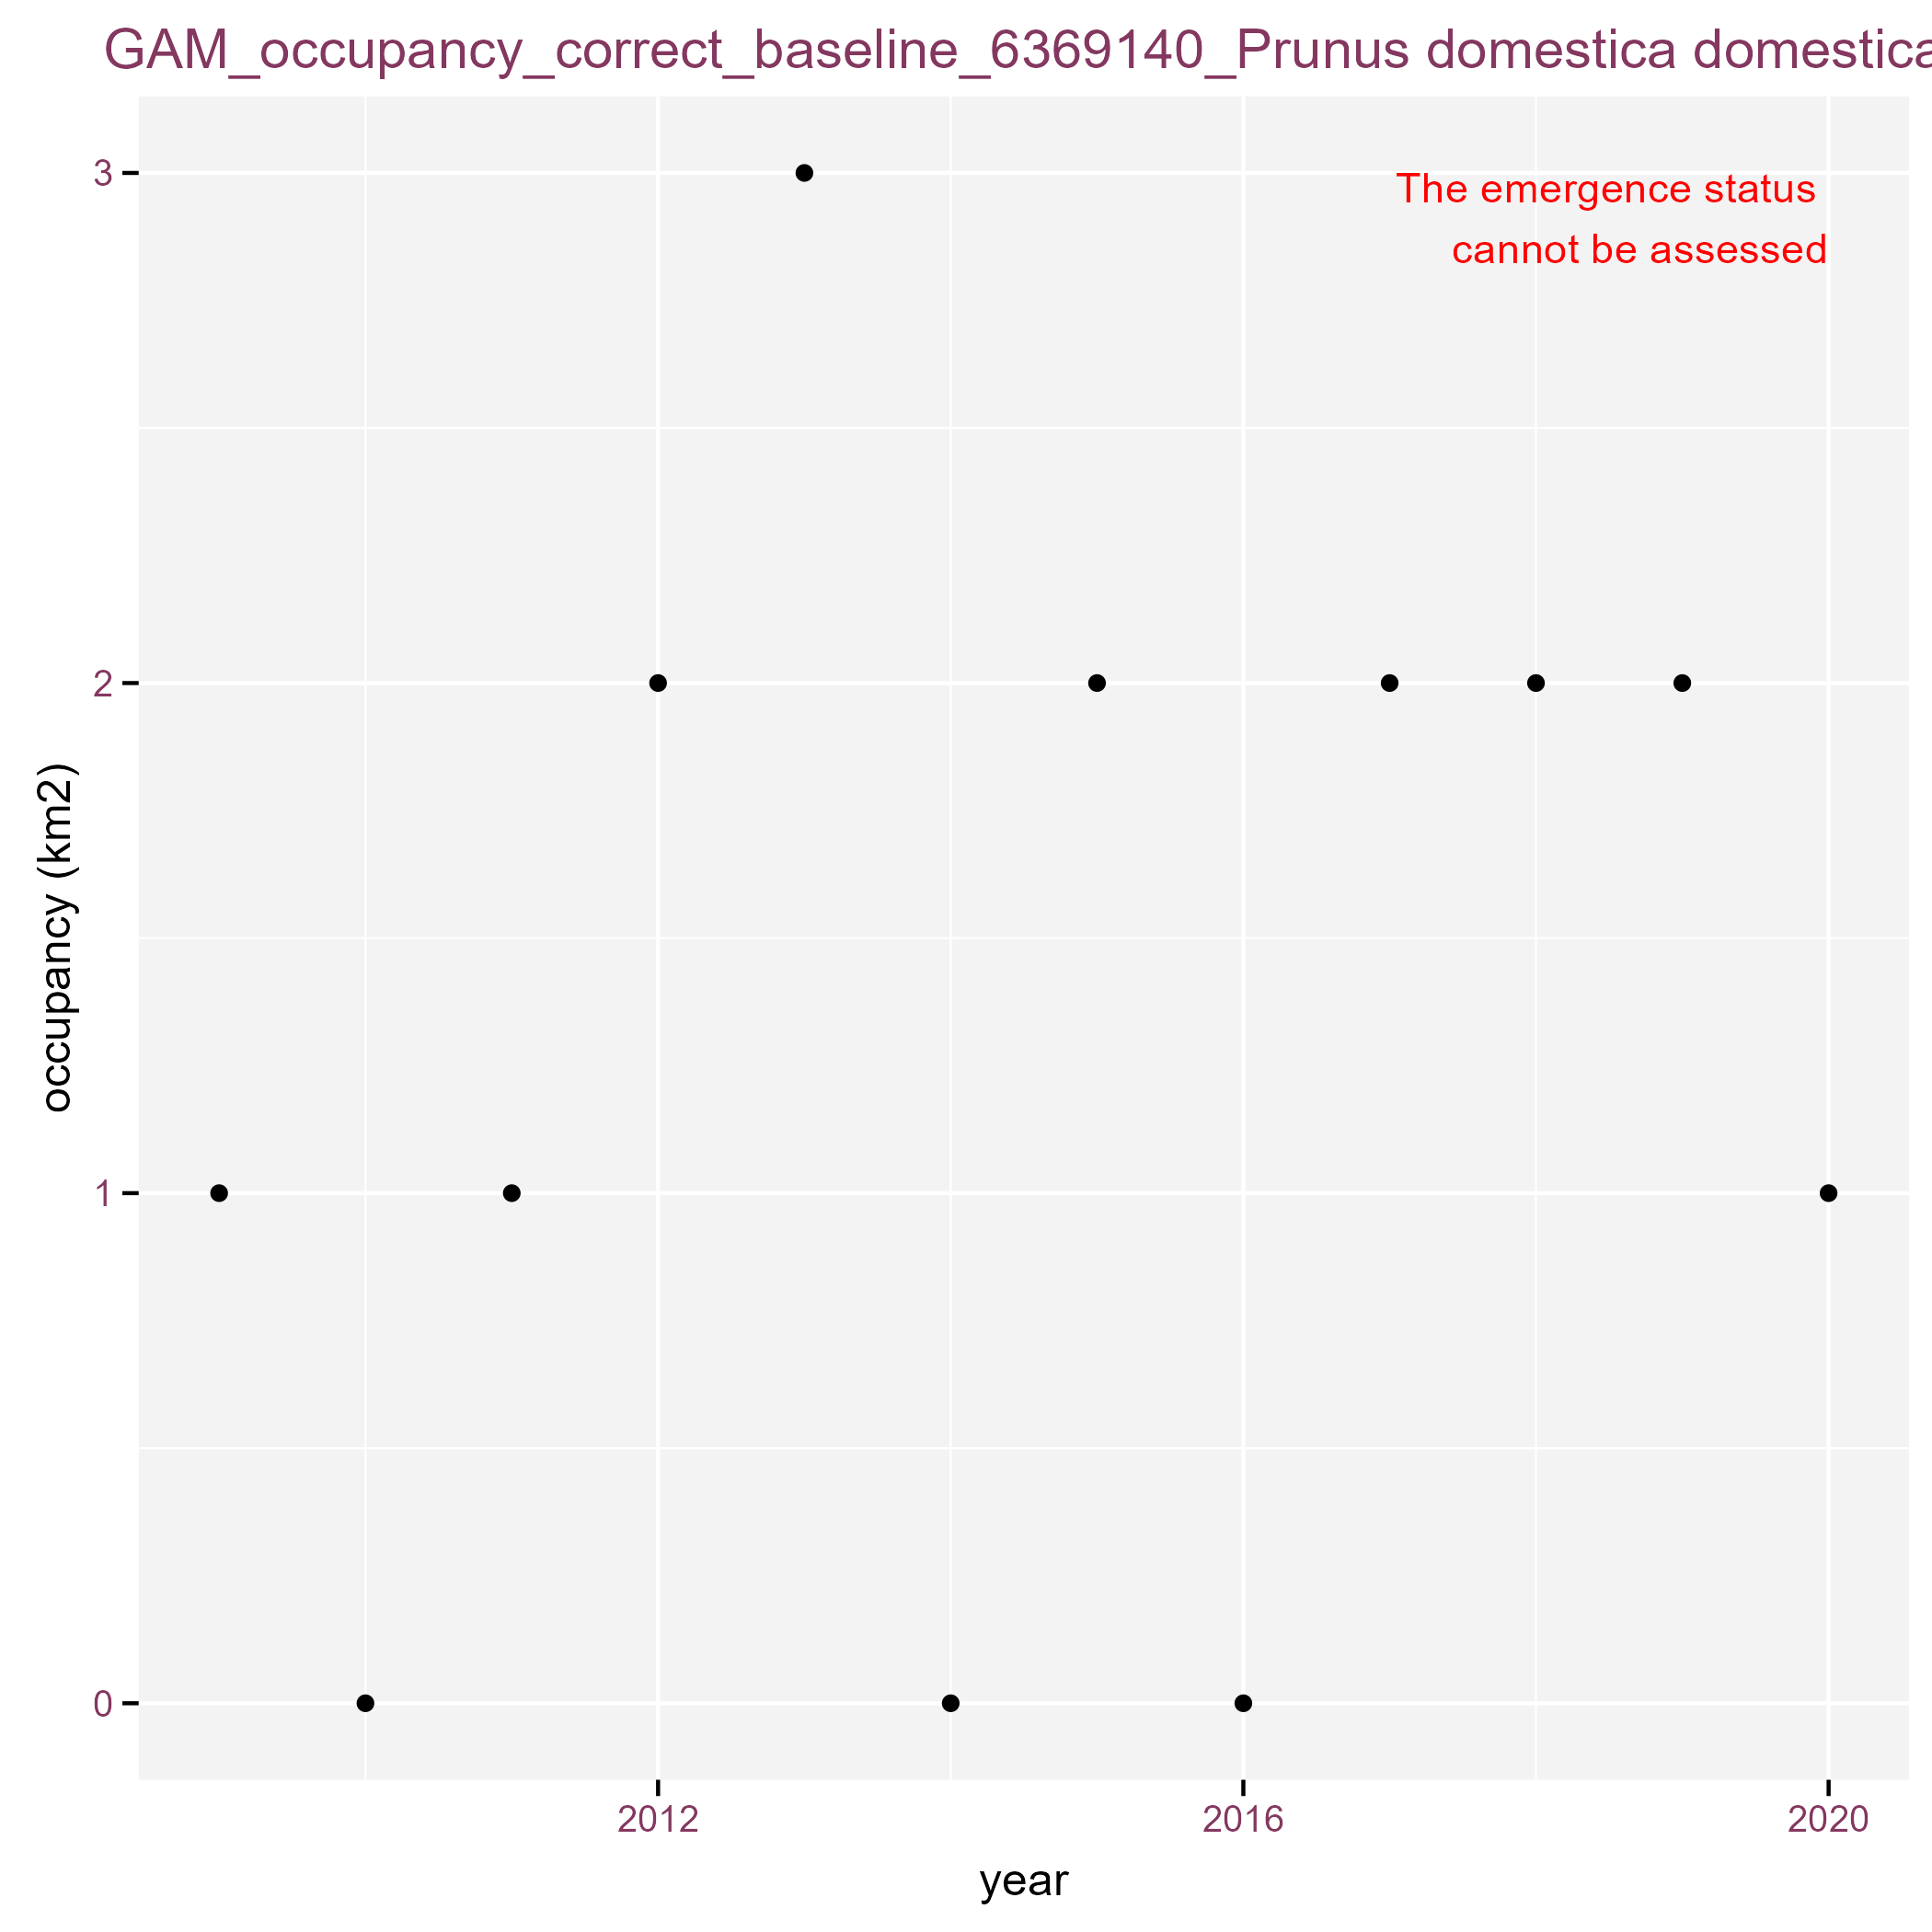 GAM_occupancy_correct_baseline_6369140_Prunus domestica domestica
The emergence status
cannot be assessed
3
2
1
0
occupancy (km2)
2012
2016
2020
year